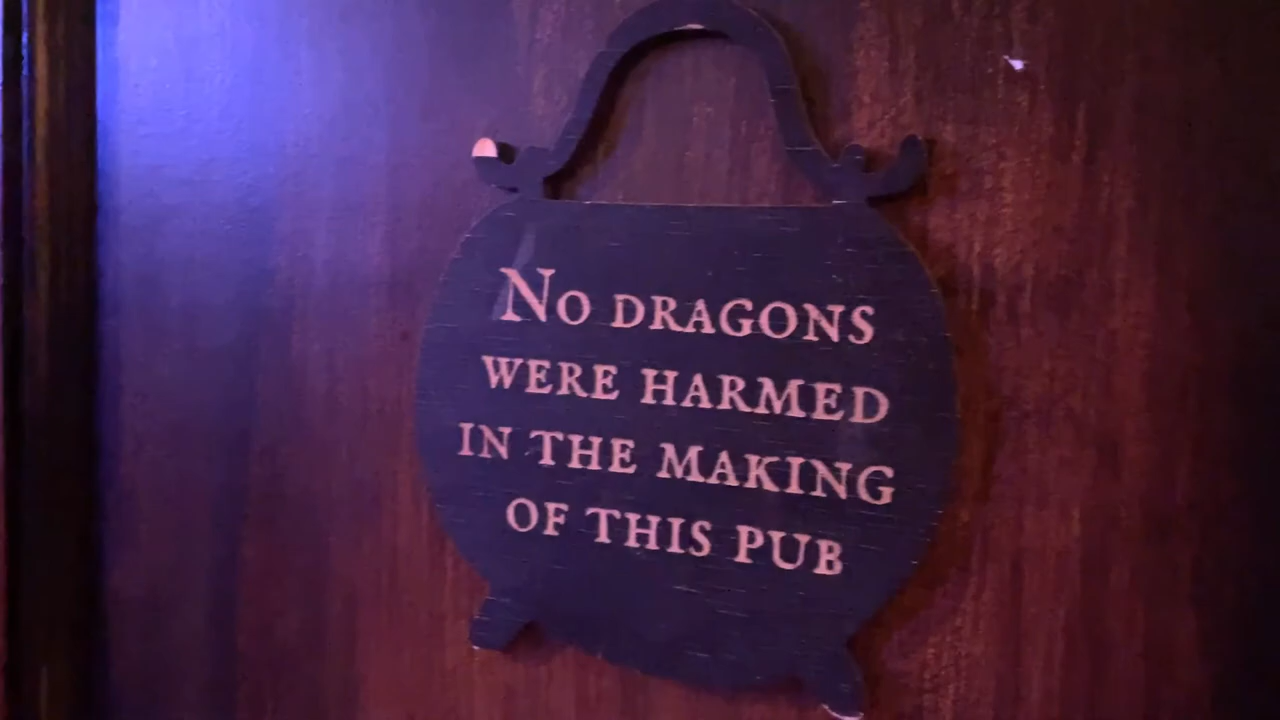 No dragons
were harmed
in the making
of this pub